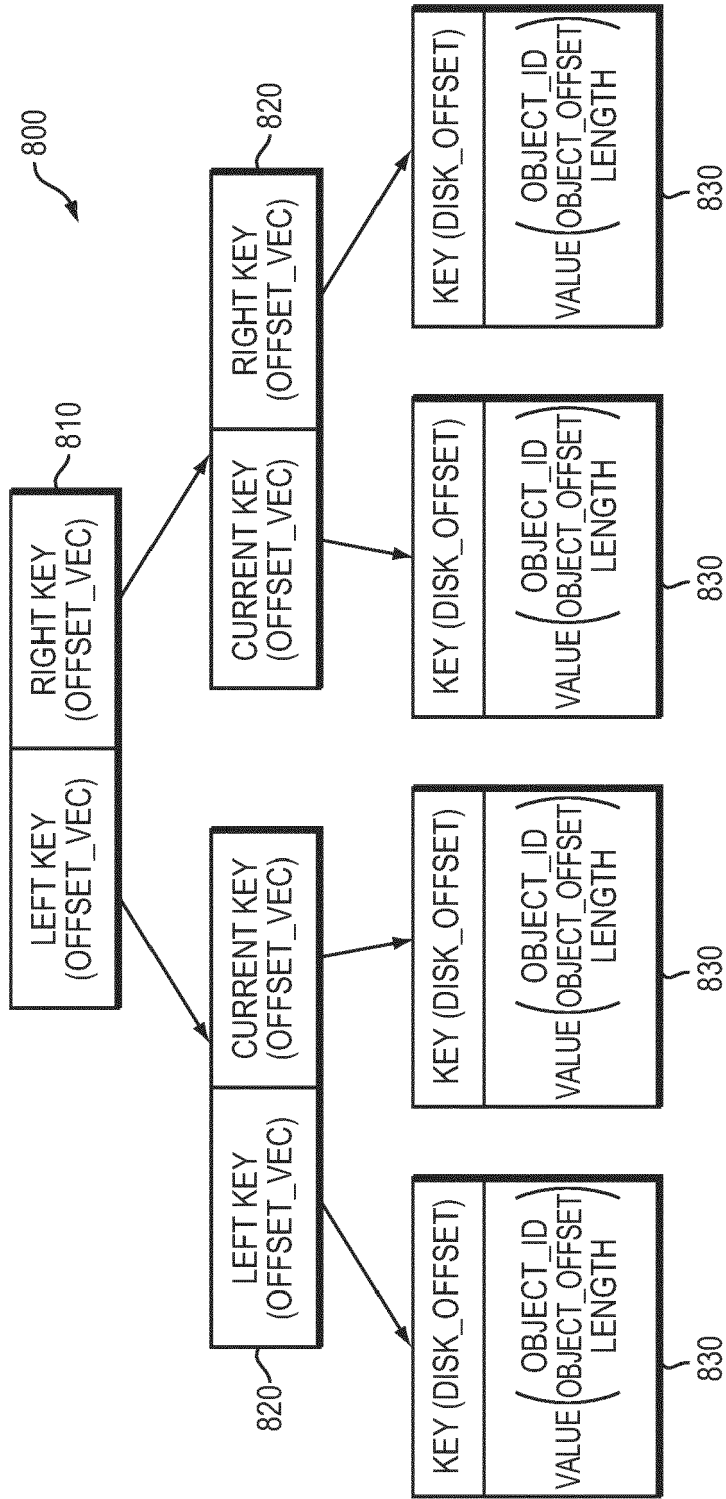 800
LEFT KEY
(OFFSET_VEC)
RIGHT KEY
(OFFSET_VEC)
810
LEFT KEY
(OFFSET_VEC)
CURRENT KEY
(OFFSET_VEC)
820
CURRENT KEY
(OFFSET_VEC)
RIGHT KEY
(OFFSET_VEC)
820
KEY (DISK_OFFSET)
OBJECT_ID
VALUE (OBJECT_OFFSET)
LENGTH
830
KEY (DISK_OFFSET)
OBJECT_ID
VALUE (OBJECT_OFFSET)
LENGTH
830
KEY (DISK_OFFSET)
OBJECT_ID
VALUE (OBJECT_OFFSET)
LENGTH
830
KEY (DISK_OFFSET)
OBJECT_ID
VALUE (OBJECT_OFFSET)
LENGTH
830